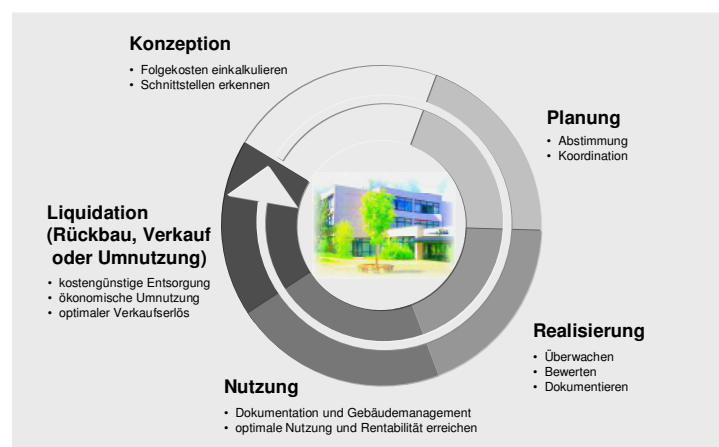 Konzeption
• Folgekosten einkalkulieren
• Schnittstellen erkennen
Planung
• Abstimmung
• Koordination
Realisierung
• Überwachen
• Bewerten
• Dokumentieren
Nutzung
• Dokumentation und Gebäudemanagement
• optimale Nutzung und Rentabilität erreichen
Liquidation
(Rückbau, Verkauf
oder Umnutzung)
• kostengünstige Entsorgung
• ökonomische Umnutzung
• optimaler Verkaufserlös